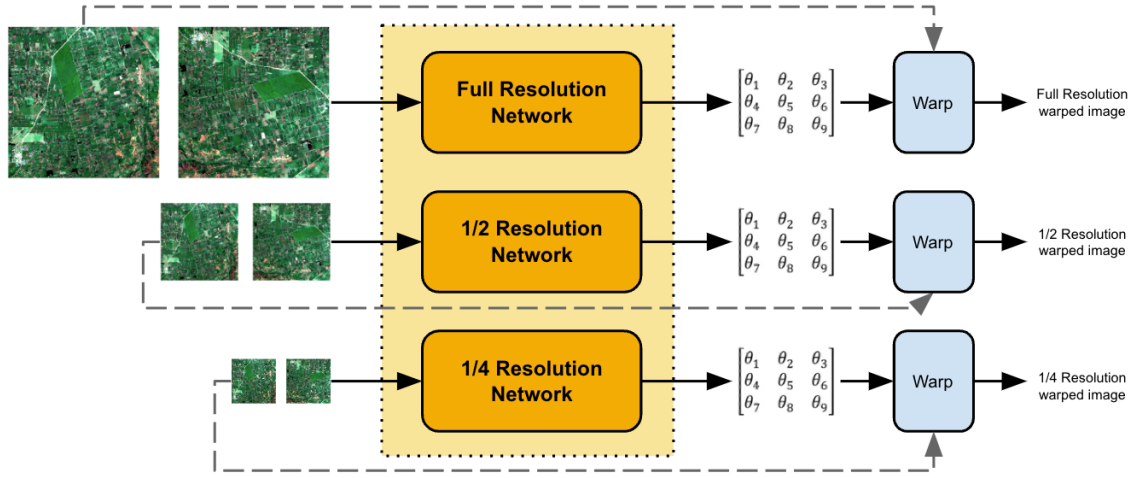 Full Resolution
Network
θ1 θ2 θ3
θ4 θ5 θ6
θ7 θ8 θ9
Warp
Full Resolution
warped image
1/2 Resolution
Network
θ1 θ2 θ3
θ4 θ5 θ6
θ7 θ8 θ9
Warp
1/2 Resolution
warped image
1/4 Resolution
Network
θ1 θ2 θ3
θ4 θ5 θ6
θ7 θ8 θ9
Warp
1/4 Resolution
warped image